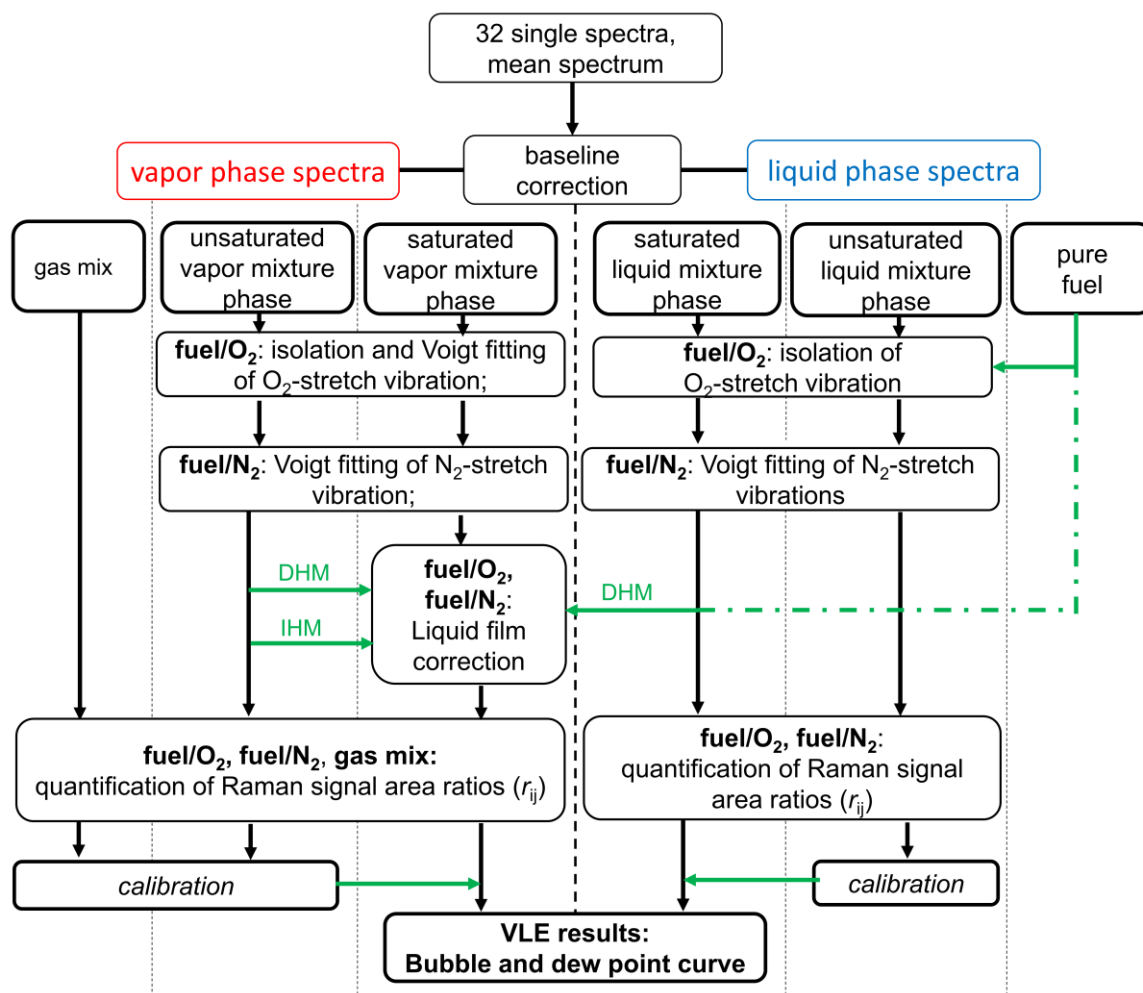 32 single spectra,
mean spectrum
baseline
correction
vapor phase spectra
liquid phase spectra
gas mix
unsaturated
vapor mixture
phase
saturated
vapor mixture
phase
saturated
liquid mixture
phase
unsaturated
liquid mixture
phase
pure
fuel
fuel/O₂: isolation and Voigt fitting
of O₂-stretch vibration;
fuel/O₂: isolation of
O₂-stretch vibration
fuel/N₂: Voigt fitting of N₂-stretch
vibration;
fuel/N₂: Voigt fitting of N₂-stretch
vibrations
DHM
IHM
fuel/O₂,
fuel/N₂:
Liquid film
correction
DHM
fuel/O₂, fuel/N₂, gas mix:
quantification of Raman signal area ratios (rᵢⱼ)
fuel/O₂, fuel/N₂:
quantification of Raman signal
area ratios (rᵢⱼ)
calibration
calibration
VLE results:
Bubble and dew point curve